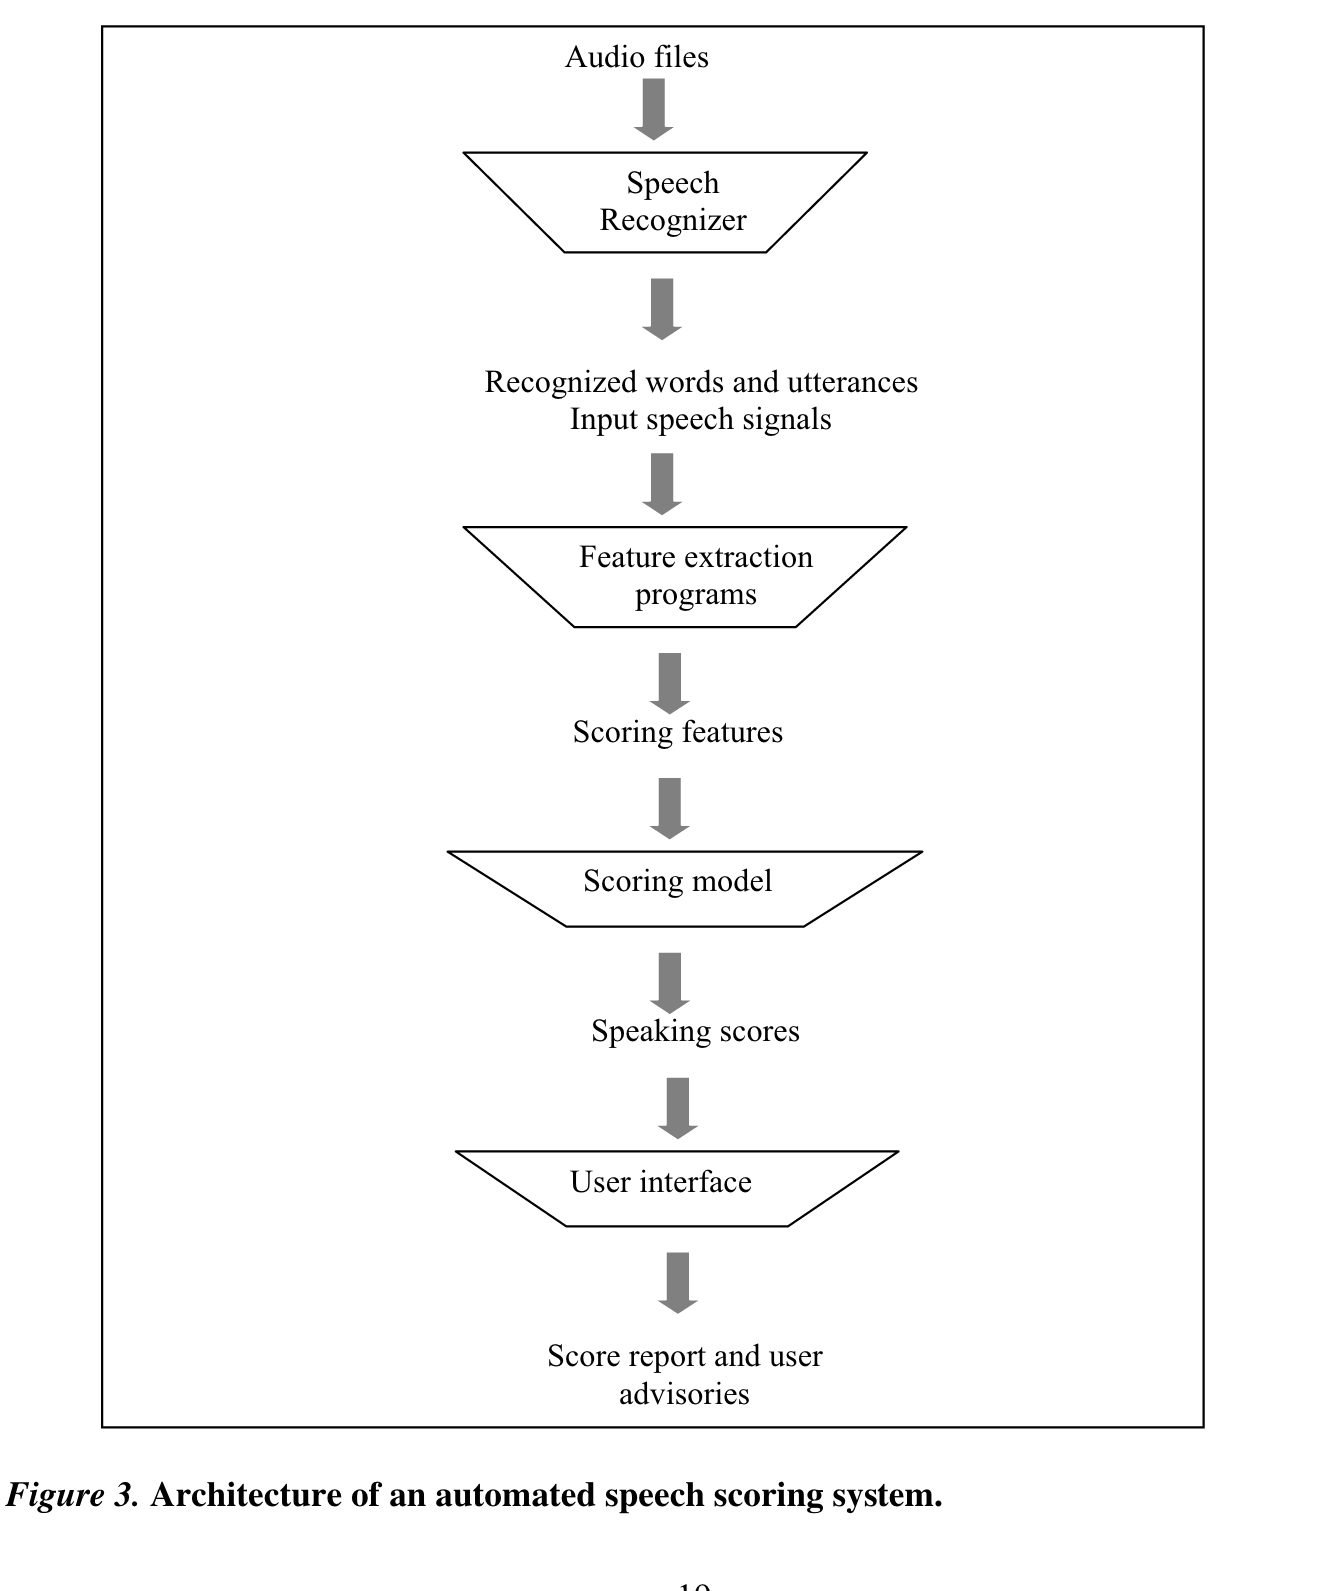 Audio files
Speech
Recognizer
Recognized words and utterances
Input speech signals
Feature extraction
programs
Scoring features
Scoring model
Speaking scores
User interface
Score report and user
advisories
Figure 3. Architecture of an automated speech scoring system.